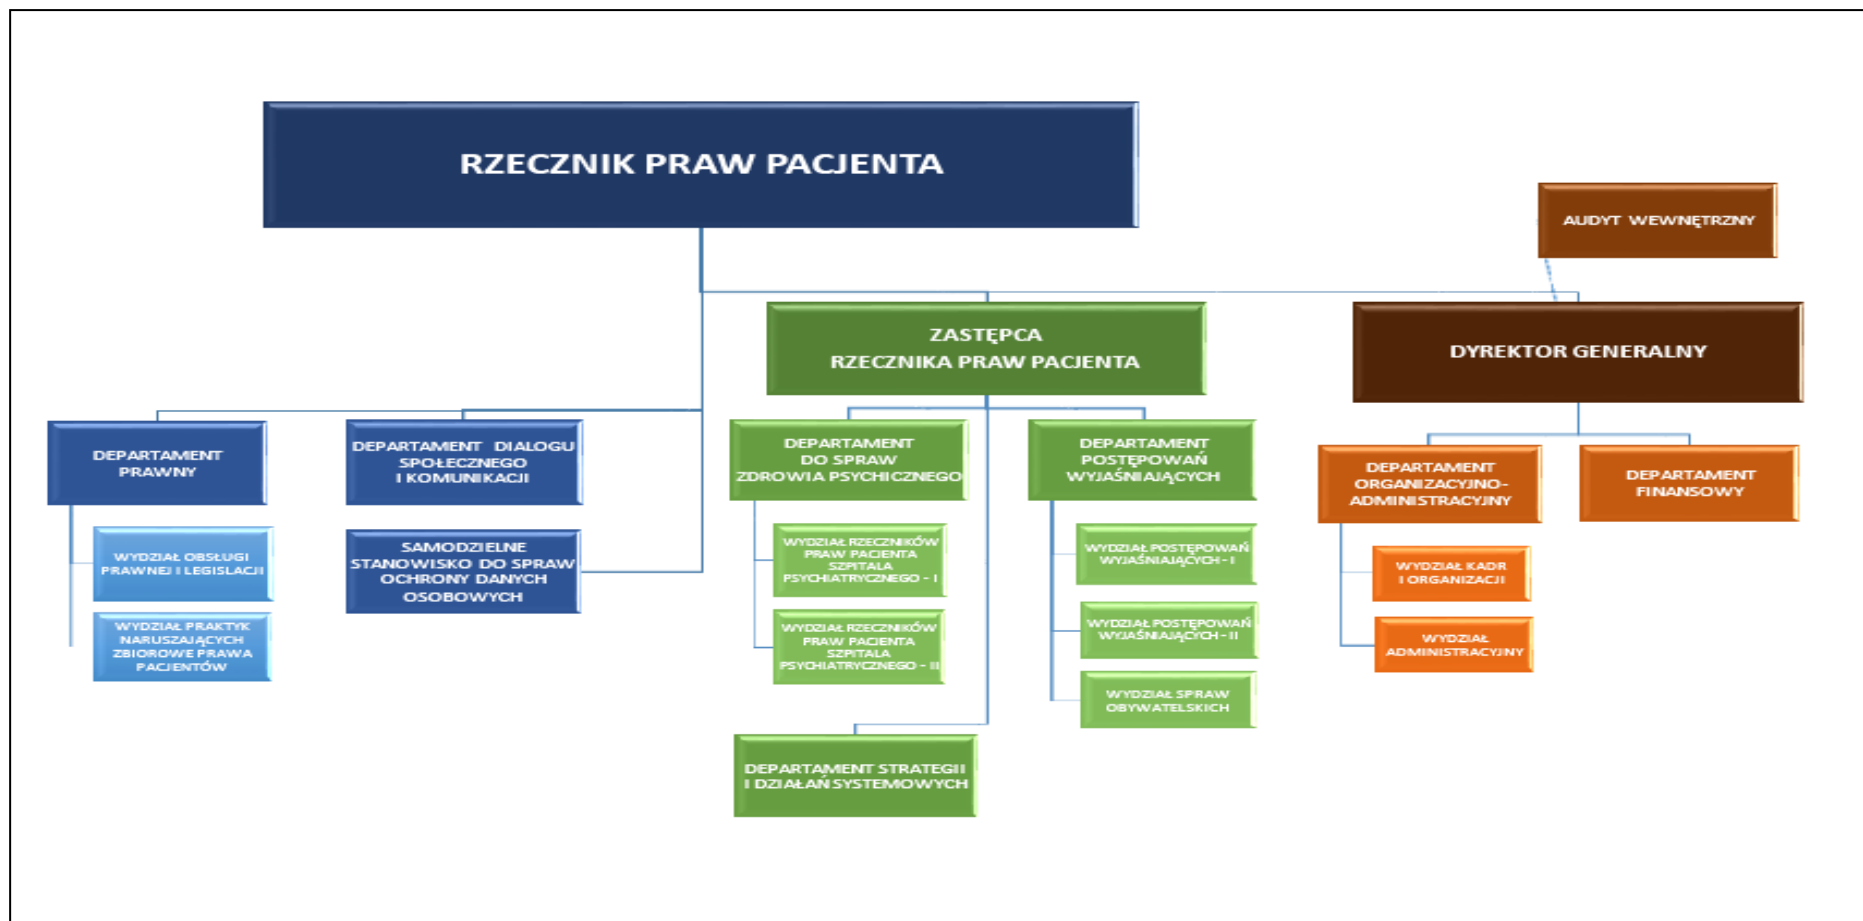 RZECZNIK PRAW PACJENTA
AUDYT WEWNĘTRZNY
ZASTĘPCA
RZECZNIKA PRAW PACJENTA
DYREKTOR GENERALNY
DEPARTAMENT
PRAWNY
DEPARTAMENT DIALOGU
SPOŁECZNEGO
I KOMUNIKACJI
DEPARTAMENT
DO SPRAW
ZDROWIA PSYCHICZNEGO
DEPARTAMENT
POSTĘPOWAŃ
WYJAŚNIAJĄCYCH
DEPARTAMENT
ORGANIZACYJNO-
ADMINISTRACYJNY
DEPARTAMENT
FINANSOWY
WYDZIAŁ OBSŁUGI
PRAWNEJ I LEGISLACJI
SAMODZIELNE
STANOWISKO DO SPRAW
OCHRONY DANYCH
OSOBOWYCH
WYDZIAŁ RZECZNIKÓW
PRAW PACJENTA
SZPITALA
PSYCHIATRYCZNEGO - I
WYDZIAŁ POSTĘPOWAŃ
WYJAŚNIAJĄCYCH - I
WYDZIAŁ KADR
I ORGANIZACJI
WYDZIAŁ PRAKTYK
NARUSZAJĄCYCH
ZBIOROWE PRAWA
PACJENTÓW
WYDZIAŁ RZECZNIKÓW
PRAW PACJENTA
SZPITALA
PSYCHIATRYCZNEGO - II
WYDZIAŁ POSTĘPOWAŃ
WYJAŚNIAJĄCYCH - II
WYDZIAŁ
ADMINISTRACYJNY
WYDZIAŁ SPRAW
OBYWATELSKICH
DEPARTAMENT STRATEGII
I DZIAŁAŃ SYSTEMOWYCH